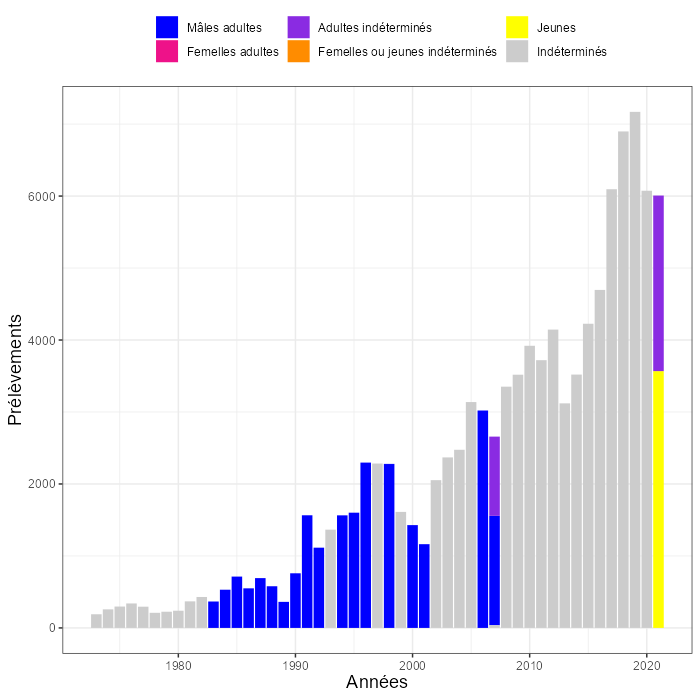 Mâles adultes
Adultes indéterminés
Jeunes
Femelles adultes
Femelles ou jeunes indéterminés
Indéterminés
Prélèvements
6000
4000
2000
0
1980
1990
2000
2010
2020
Années